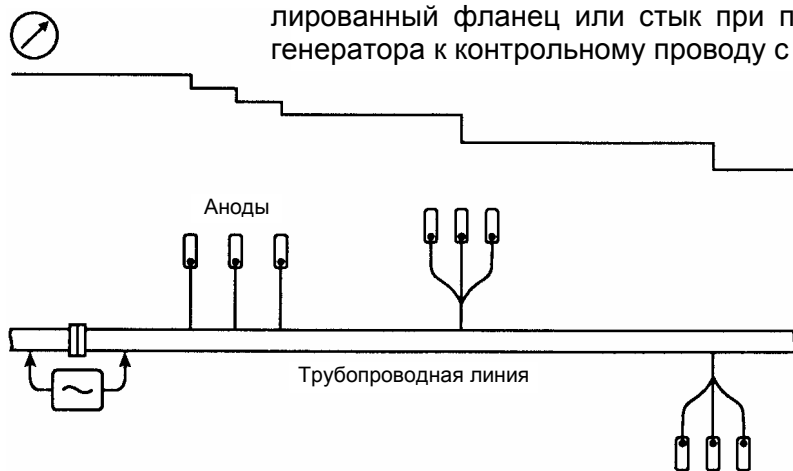 лированный фланец или стык при п
генератора к контрольному проводу с
Аноды
Трубопроводная линия